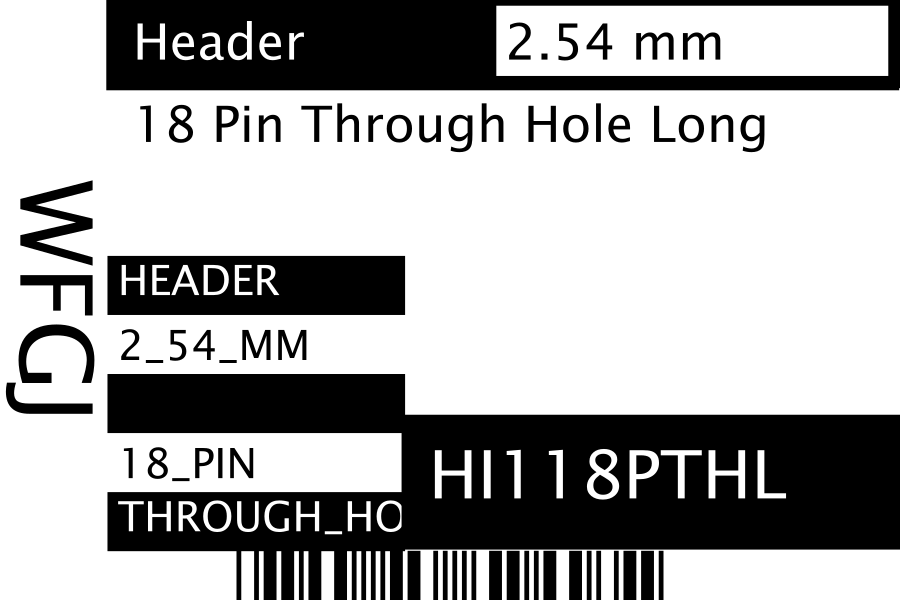 Header
2.54 mm
18 Pin Through Hole Long
WFGJ
HEADER
2_54_MM
18_PIN
THROUGH_HO
HI118PTHL